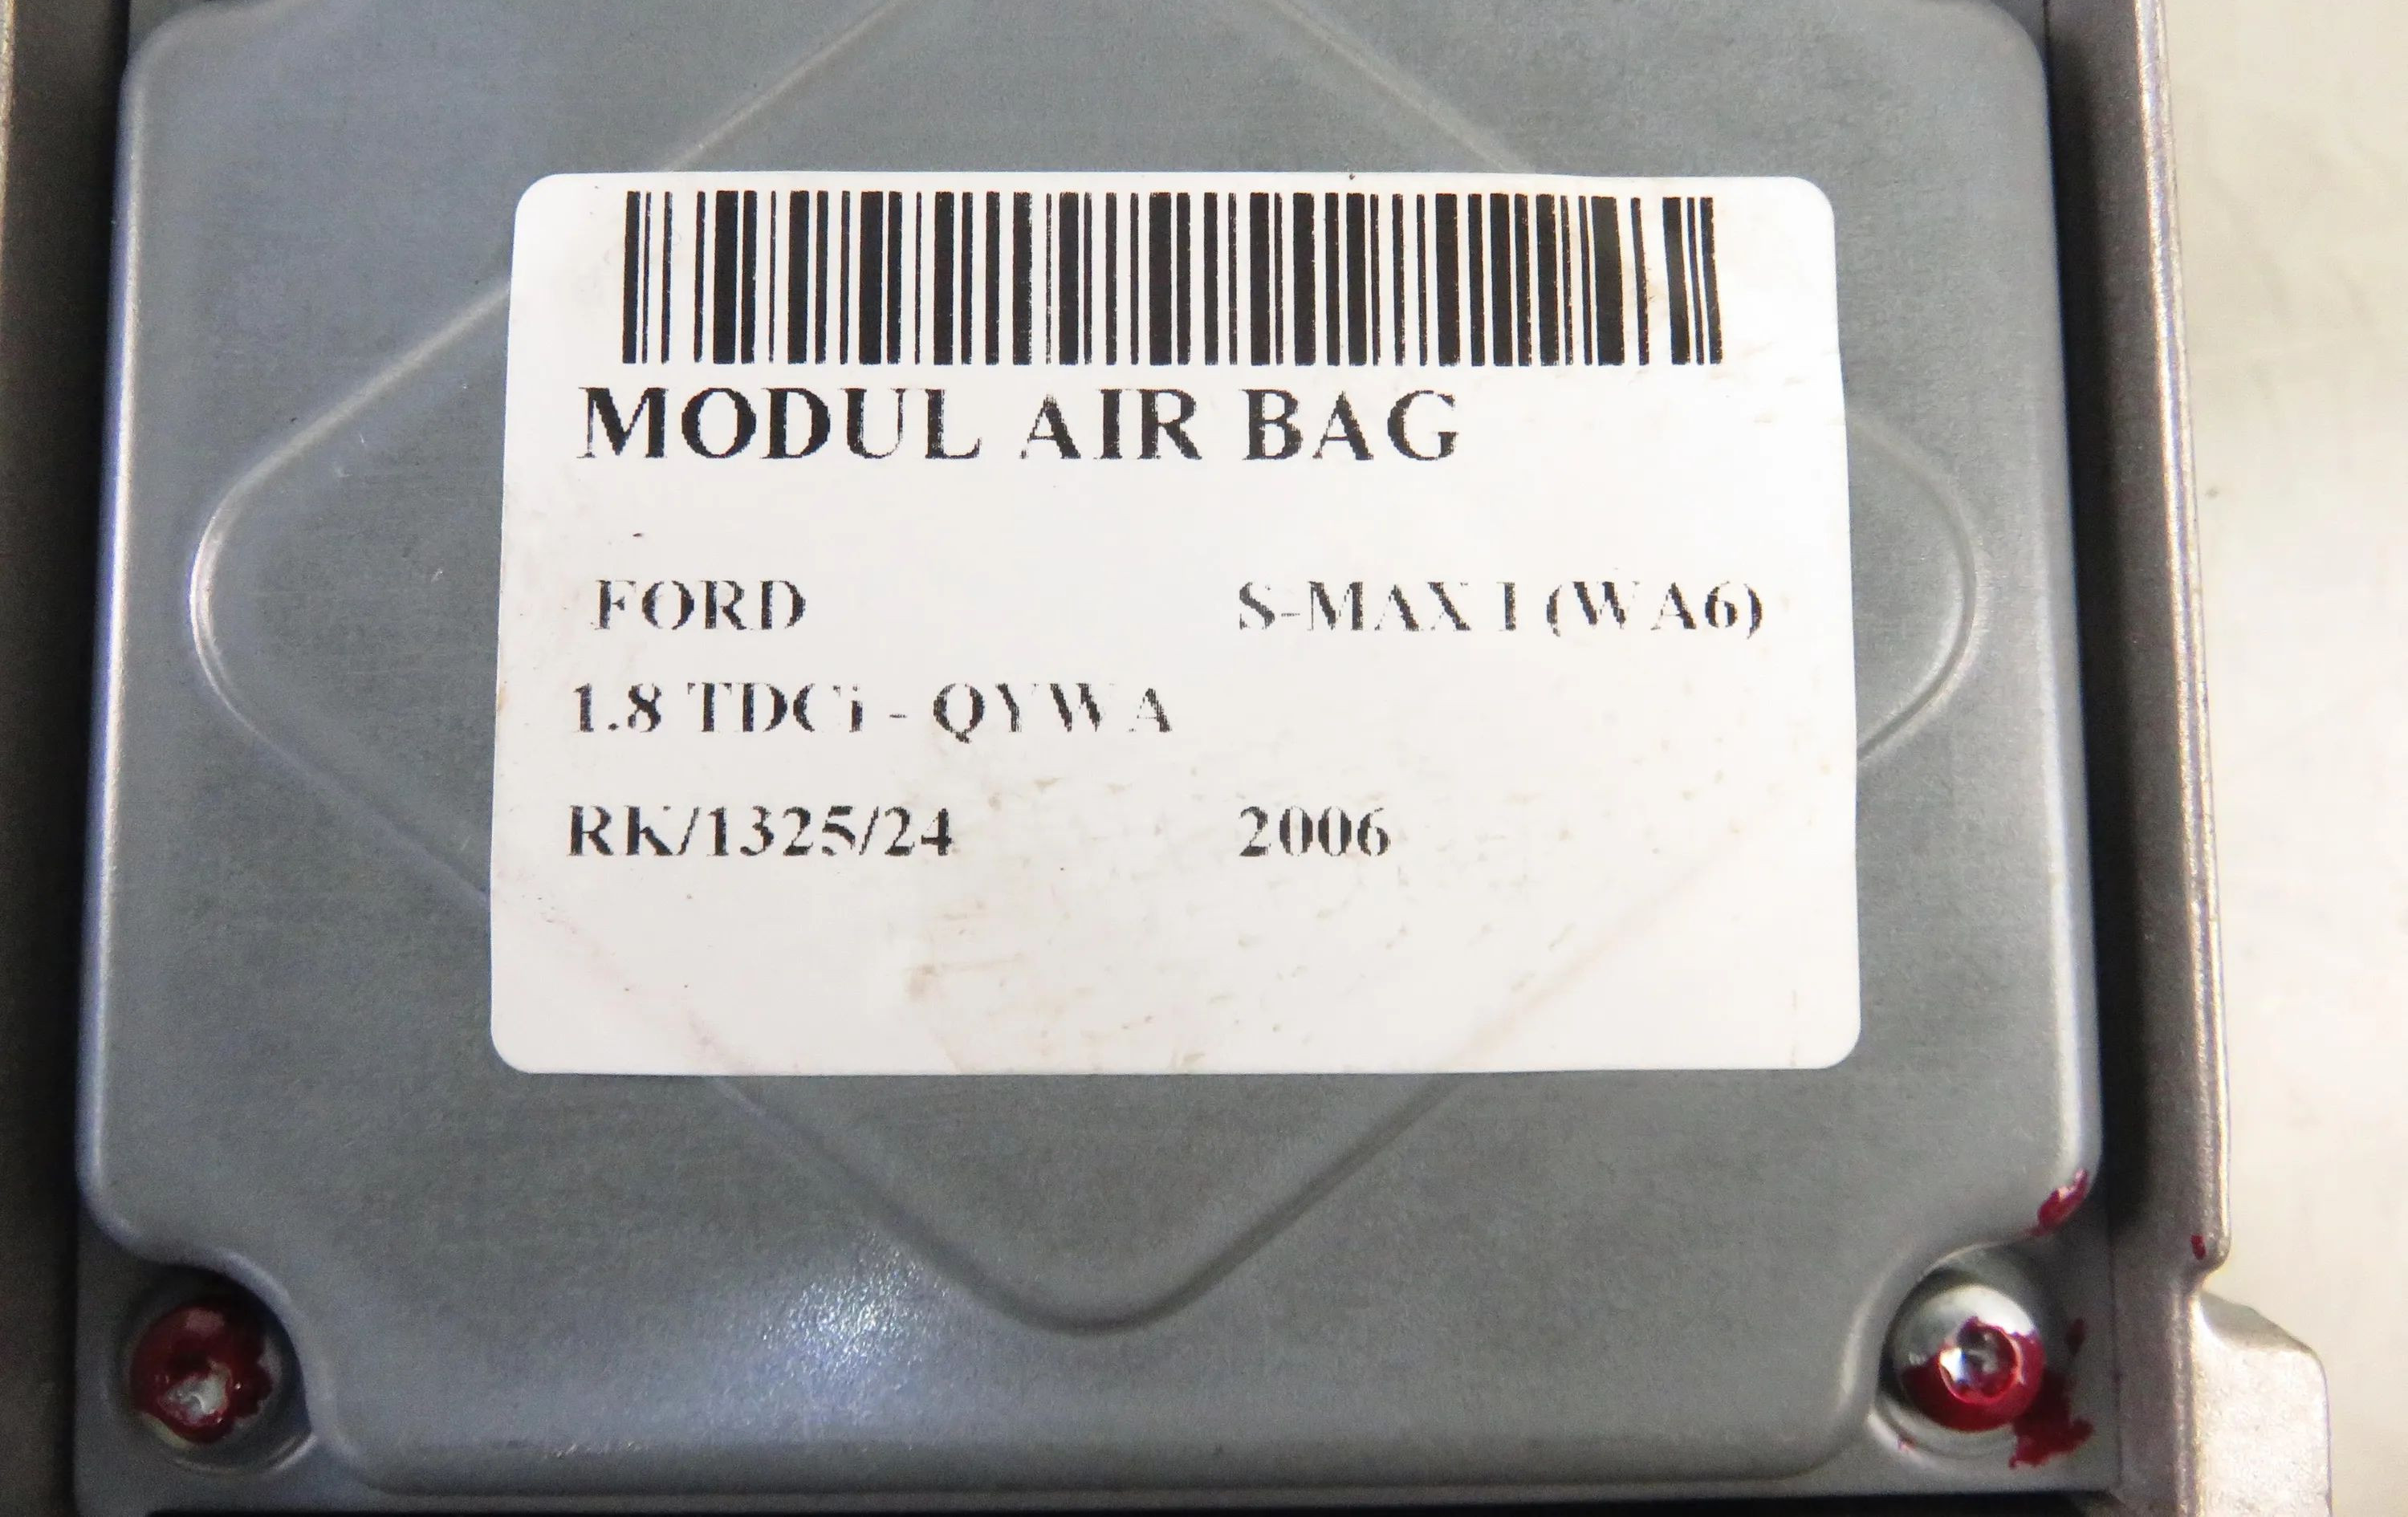 MODUL AIR BAG
FORD S-MAX I (WA6)
1.8 TDCi - QYWA
RK/1325/24 2006